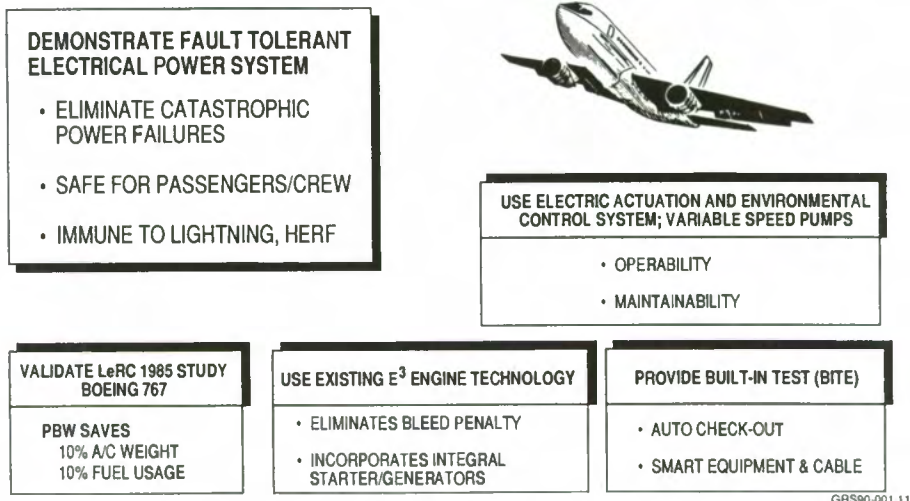 DEMONSTRATE FAULT TOLERANT
ELECTRICAL POWER SYSTEM
• ELIMINATE CATASTROPHIC
POWER FAILURES
• SAFE FOR PASSENGERS/CREW
• IMMUNE TO LIGHTNING, HERF
USE ELECTRIC ACTUATION AND ENVIRONMENTAL
CONTROL SYSTEM; VARIABLE SPEED PUMPS
• OPERABILITY
• MAINTAINABILITY
VALIDATE LeRC 1985 STUDY
BOEING 767
PBW SAVES
10% A/C WEIGHT
10% FUEL USAGE
USE EXISTING E³ ENGINE TECHNOLOGY
• ELIMINATES BLEED PENALTY
• INCORPORATES INTEGRAL
STARTER/GENERATORS
PROVIDE BUILT-IN TEST (BITE)
• AUTO CHECK-OUT
• SMART EQUIPMENT & CABLE
GRS90-001.11